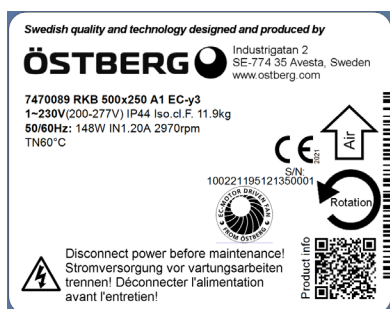 Swedish quality and technology designed and produced by
ÖSTBERG
Industrigatan 2
SE-774 35 Avesta, Sweden
www.ostberg.com
7470089 RKB 500x250 A1 EC-y3
1~230V(200-277V) IP44 Iso.cl.F. 11.9kg
50/60Hz: 148W IN1.20A 2970rpm
TN60°C
CE
2021
Air
S/N:
100221195121350001
Rotation
EC-MOTOR DRIVEN FAN
FROM ÖSTBERG
Product info
Disconnect power before maintenance!
Stromversorgung vor vartungsarbeiten
trennen! Déconnecter l'alimentation
avant l'entretien!